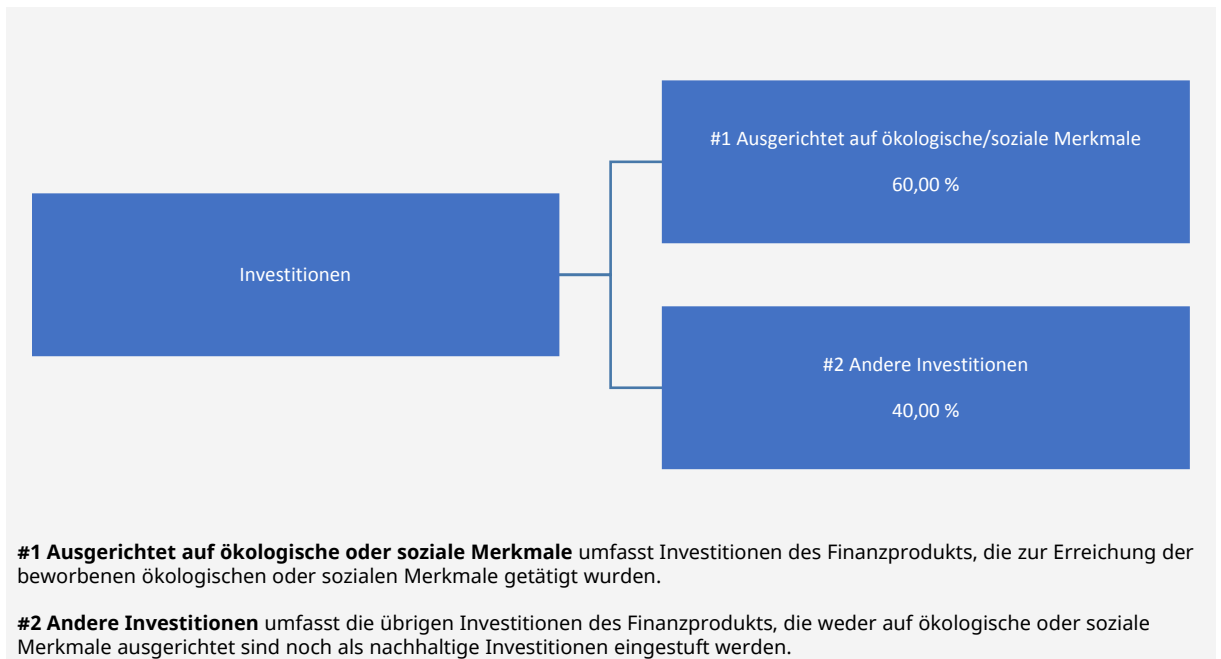 #1 Ausgerichtet auf ökologische/soziale Merkmale
60,00 %
Investitionen
#2 Andere Investitionen
40,00 %
#1 Ausgerichtet auf ökologische oder soziale Merkmale umfasst Investitionen des Finanzprodukts, die zur Erreichung der
beworbenen ökologischen oder sozialen Merkmale getätigt wurden.
#2 Andere Investitionen umfasst die übrigen Investitionen des Finanzprodukts, die weder auf ökologische oder soziale
Merkmale ausgerichtet sind noch als nachhaltige Investitionen eingestuft werden.